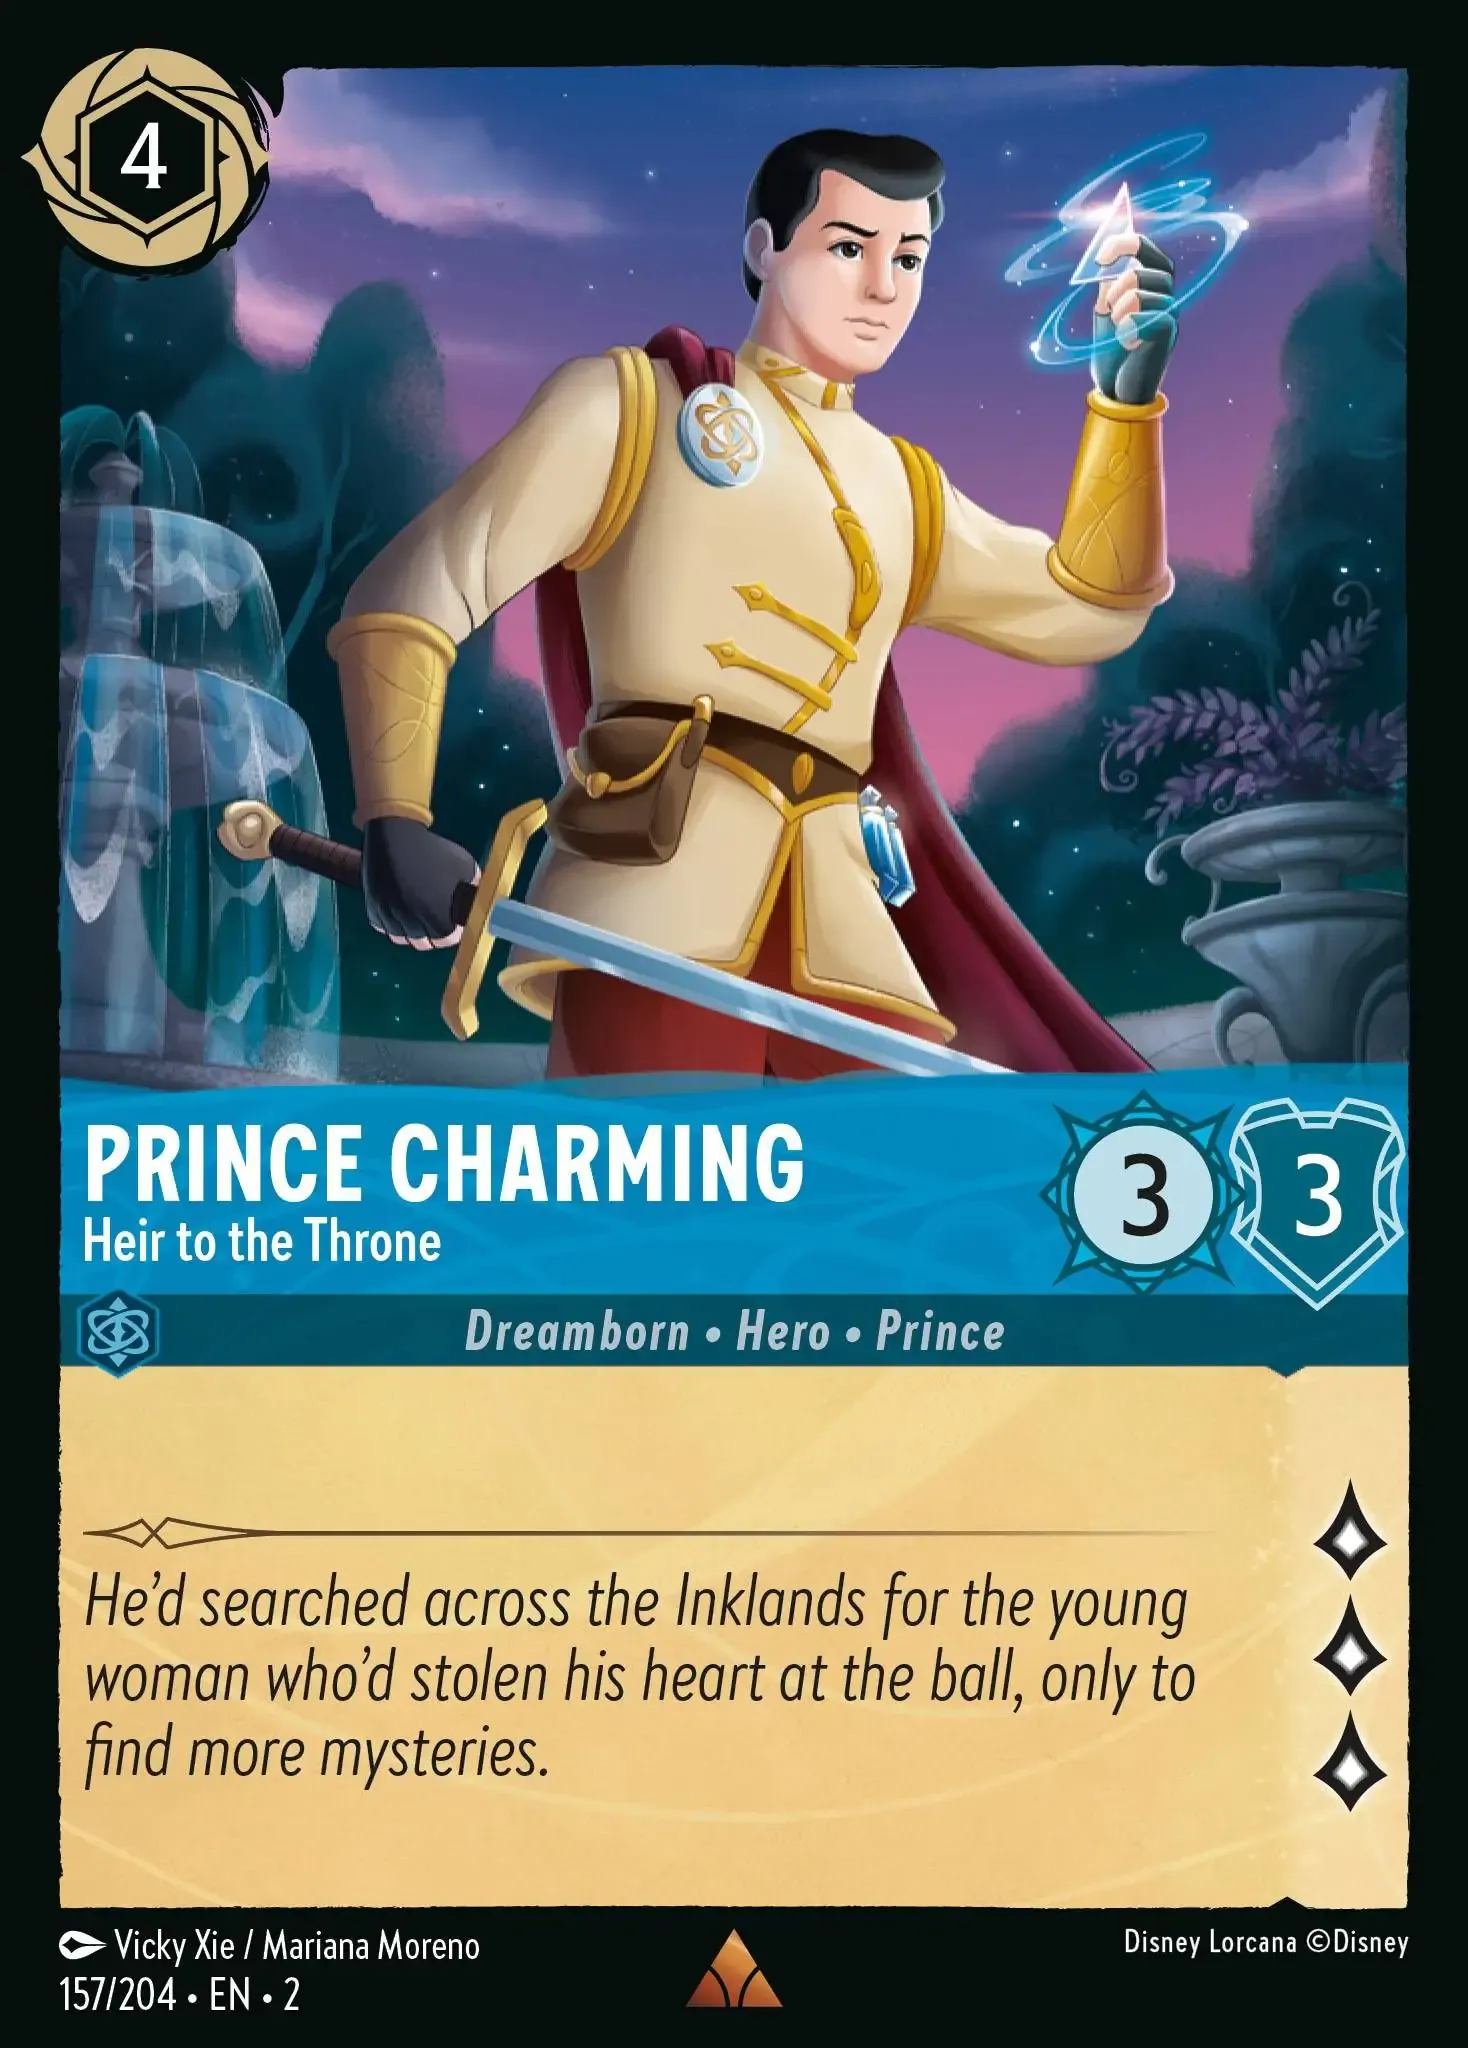 4
PRINCE CHARMING
Heir to the Throne
3
3
Dreamborn • Hero • Prince
He’d searched across the Inklands for the young
woman who’d stolen his heart at the ball, only to
find more mysteries.
Vicky Xie / Mariana Moreno
Disney Lorcana ©Disney
157/204 • EN • 2